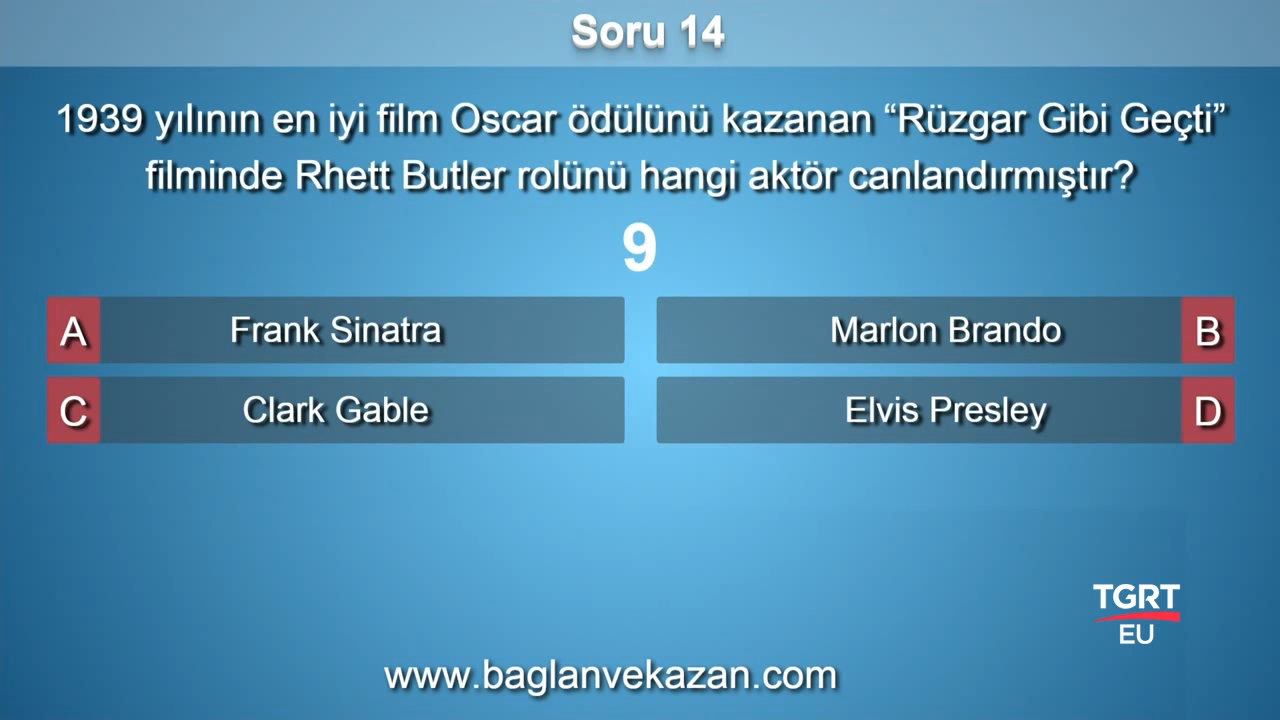 Soru 14
1939 yılının en iyi film Oscar ödülünü kazanan “Rüzgar Gibi Geçti”
filminde Rhett Butler rolünü hangi aktör canlandırmıştır?
9
A Frank Sinatra
Marlon Brando B
C Clark Gable
Elvis Presley D
TGRT
EU
www.baglanvekazan.com